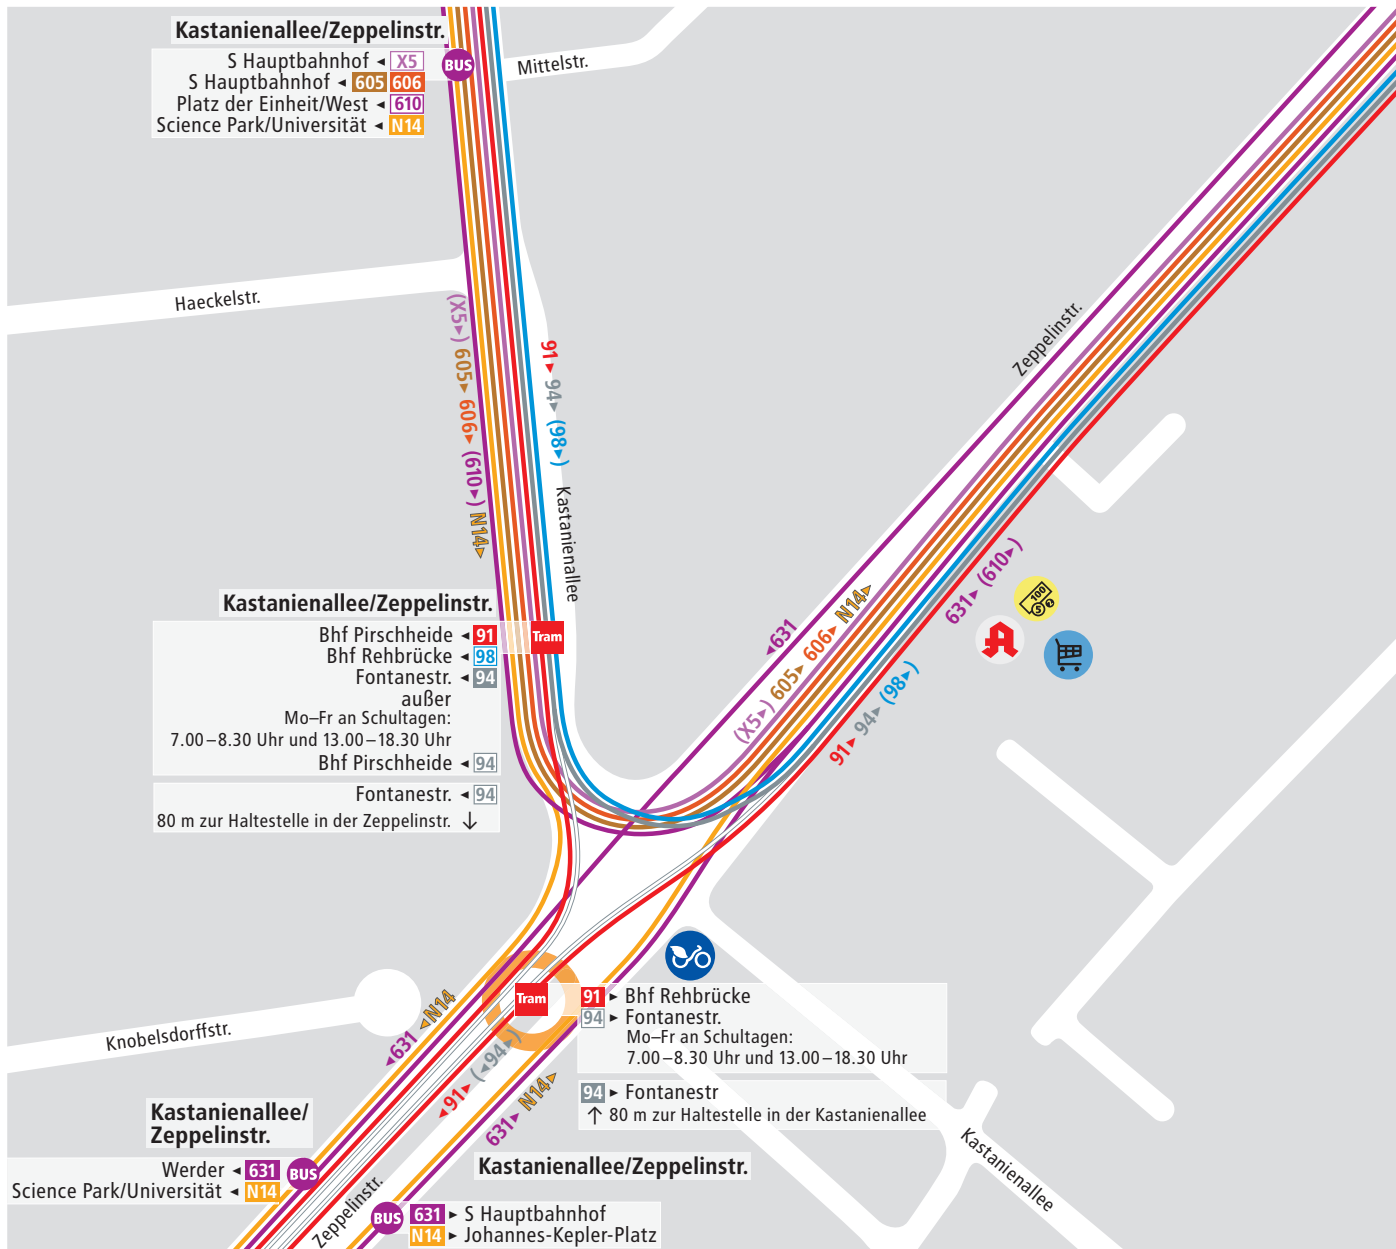 Kastanienallee/Zeppelinstr.
S Hauptbahnhof ◄ X5
S Hauptbahnhof ◄ 605 606
Platz der Einheit/West ◄ 610
Science Park/Universität ◄ N14
BUS
Mittelstr.
Haeckelstr.
(X5►) 605► 606► (610►) N14►
91► 94► (98►)
Kastanienallee
Zeppelinstr.
Kastanienallee/Zeppelinstr.
Bhf Pirschheide ◄ 91
Bhf Rehbrücke ◄ 98
Fontanestr. ◄ 94
außer
Mo–Fr an Schultagen:
7.00–8.30 Uhr und 13.00–18.30 Uhr
Bhf Pirschheide ◄ 94
Fontanestr. ◄ 94
80 m zur Haltestelle in der Zeppelinstr. ↓
Tram
◄631
(X5►) 605► 606► N14►
631► (610►)
91► 94► (98►)
100
$
Tram
91 ► Bhf Rehbrücke
94 ► Fontanestr.
Mo–Fr an Schultagen:
7.00–8.30 Uhr und 13.00–18.30 Uhr
94 ► Fontanestr
↑ 80 m zur Haltestelle in der Kastanienallee
Knobelsdorffstr.
◄631 ◄N14
◄91► (◄94►)
631► N14►
Kastanienallee/
Zeppelinstr.
Werder ◄ 631
Science Park/Universität ◄ N14
BUS
Zeppelinstr.
Kastanienallee/Zeppelinstr.
BUS
631 ► S Hauptbahnhof
N14 ► Johannes-Kepler-Platz
Kastanienallee